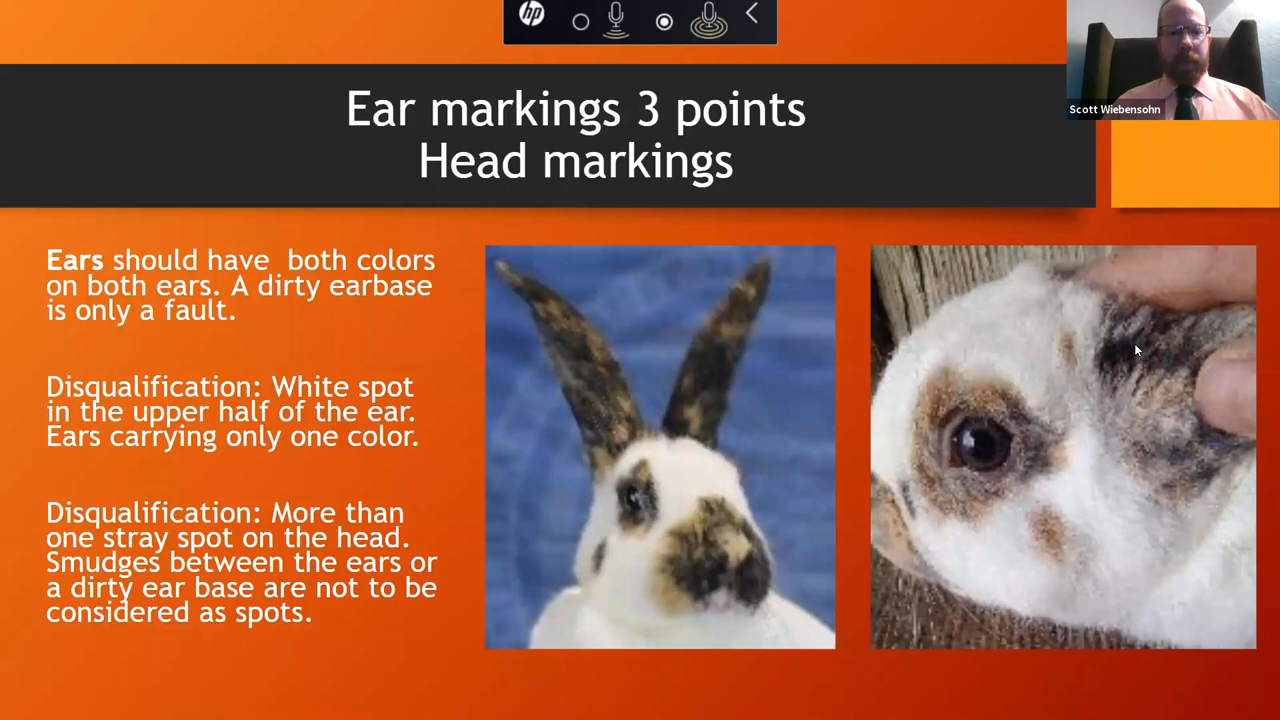 hp
Ear markings 3 points
Head markings
Scott Wiebensohn
Ears should have  both colors
on both ears. A dirty earbase
is only a fault.
Disqualification: White spot
in the upper half of the ear.
Ears carrying only one color.
Disqualification: More than
one stray spot on the head.
Smudges between the ears or
a dirty ear base are not to be
considered as spots.